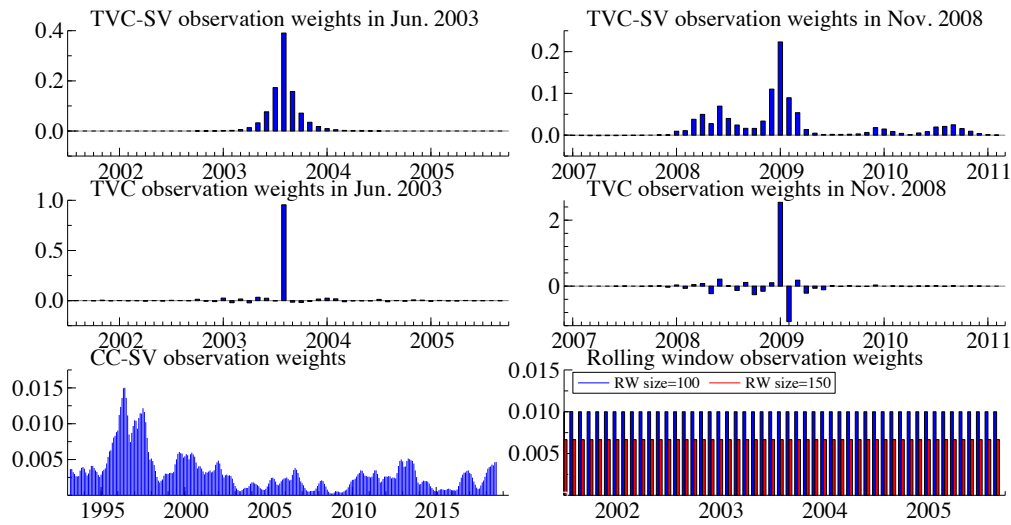 TVC-SV observation weights in Jun. 2003
0.4
0.2
0.0
2002 2003 2004 2005
TVC-SV observation weights in Nov. 2008
0.2
0.1
0.0
2007 2008 2009 2010 2011
TVC observation weights in Jun. 2003
1.0
0.5
0.0
2002 2003 2004 2005
TVC observation weights in Nov. 2008
2
0
2007 2008 2009 2010 2011
CC-SV observation weights
0.015
0.010
0.005
1995 2000 2005 2010 2015
Rolling window observation weights
0.015
RW size=100 RW size=150
0.010
0.005
2002 2003 2004 2005